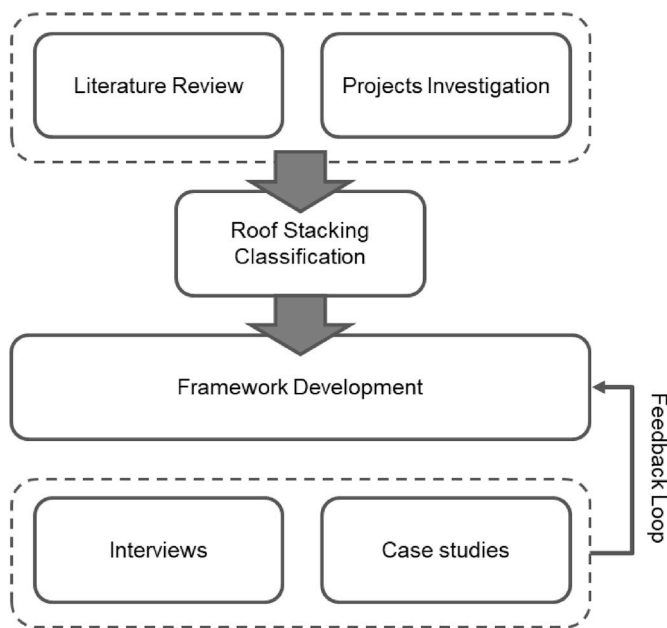 Literature Review
Projects Investigation
Roof Stacking
Classification
Framework Development
Feedback Loop
Interviews
Case studies